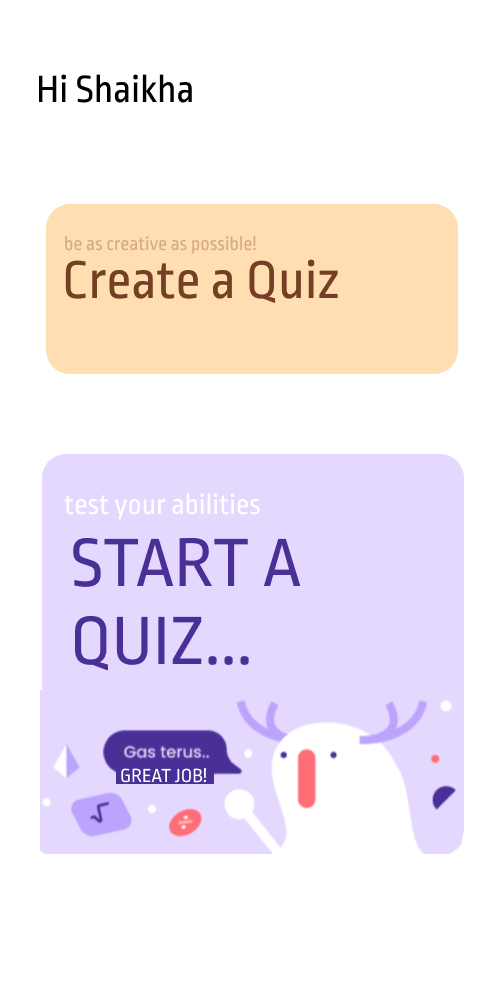 Hi Shaikha
be as creative as possible!
Create a Quiz
test your abilities
START A
QUIZ...
Gas terus..
GREAT JOB!
√
÷